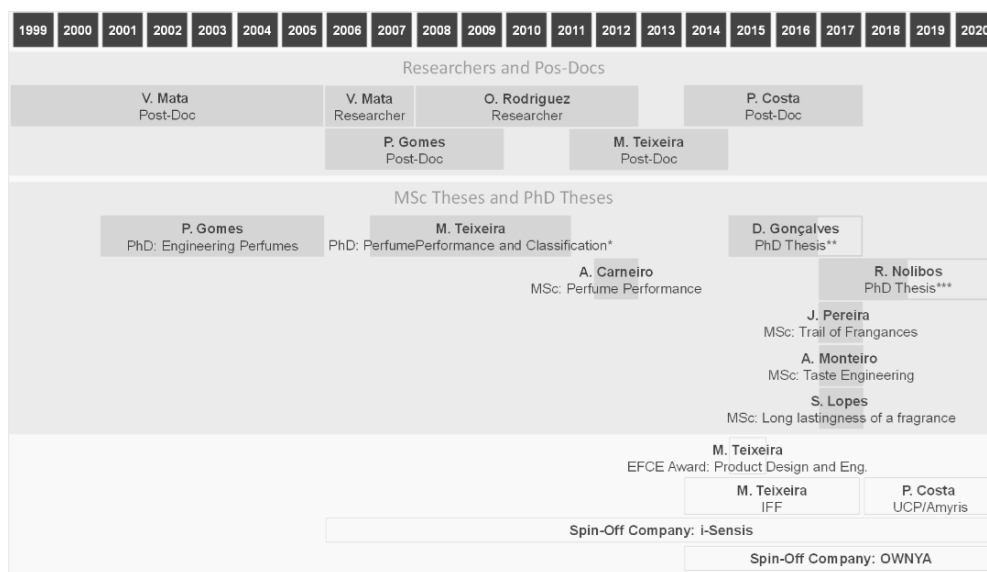 1999 2000 2001 2002 2003 2004 2005 2006 2007 2008 2009 2010 2011 2012 2013 2014 2015 2016 2017 2018 2019 2020
Researchers and Pos-Docs
V. Mata V. Mata O. Rodriguez P. Costa
Post-Doc Researcher Researcher Post-Doc
P. Gomes M. Teixeira
Post-Doc Post-Doc
MSc Theses and PhD Theses
P. Gomes M. Teixeira D. Gonçalves
PhD: Engineering Perfumes PhD: PerfumePerformance and Classification* PhD Thesis**
A. Carneiro R. Nolibos
MSc: Perfume Performance PhD Thesis***
J. Pereira
MSc: Trail of Frangances
A. Monteiro
MSc: Taste Engineering
S. Lopes
MSc: Long lastingness of a fragrance
M. Teixeira
EFCE Award: Product Design and Eng.
M. Teixeira P. Costa
IFF UCP/Amyris
Spin-Off Company: i-Sensis
Spin-Off Company: OWNYA